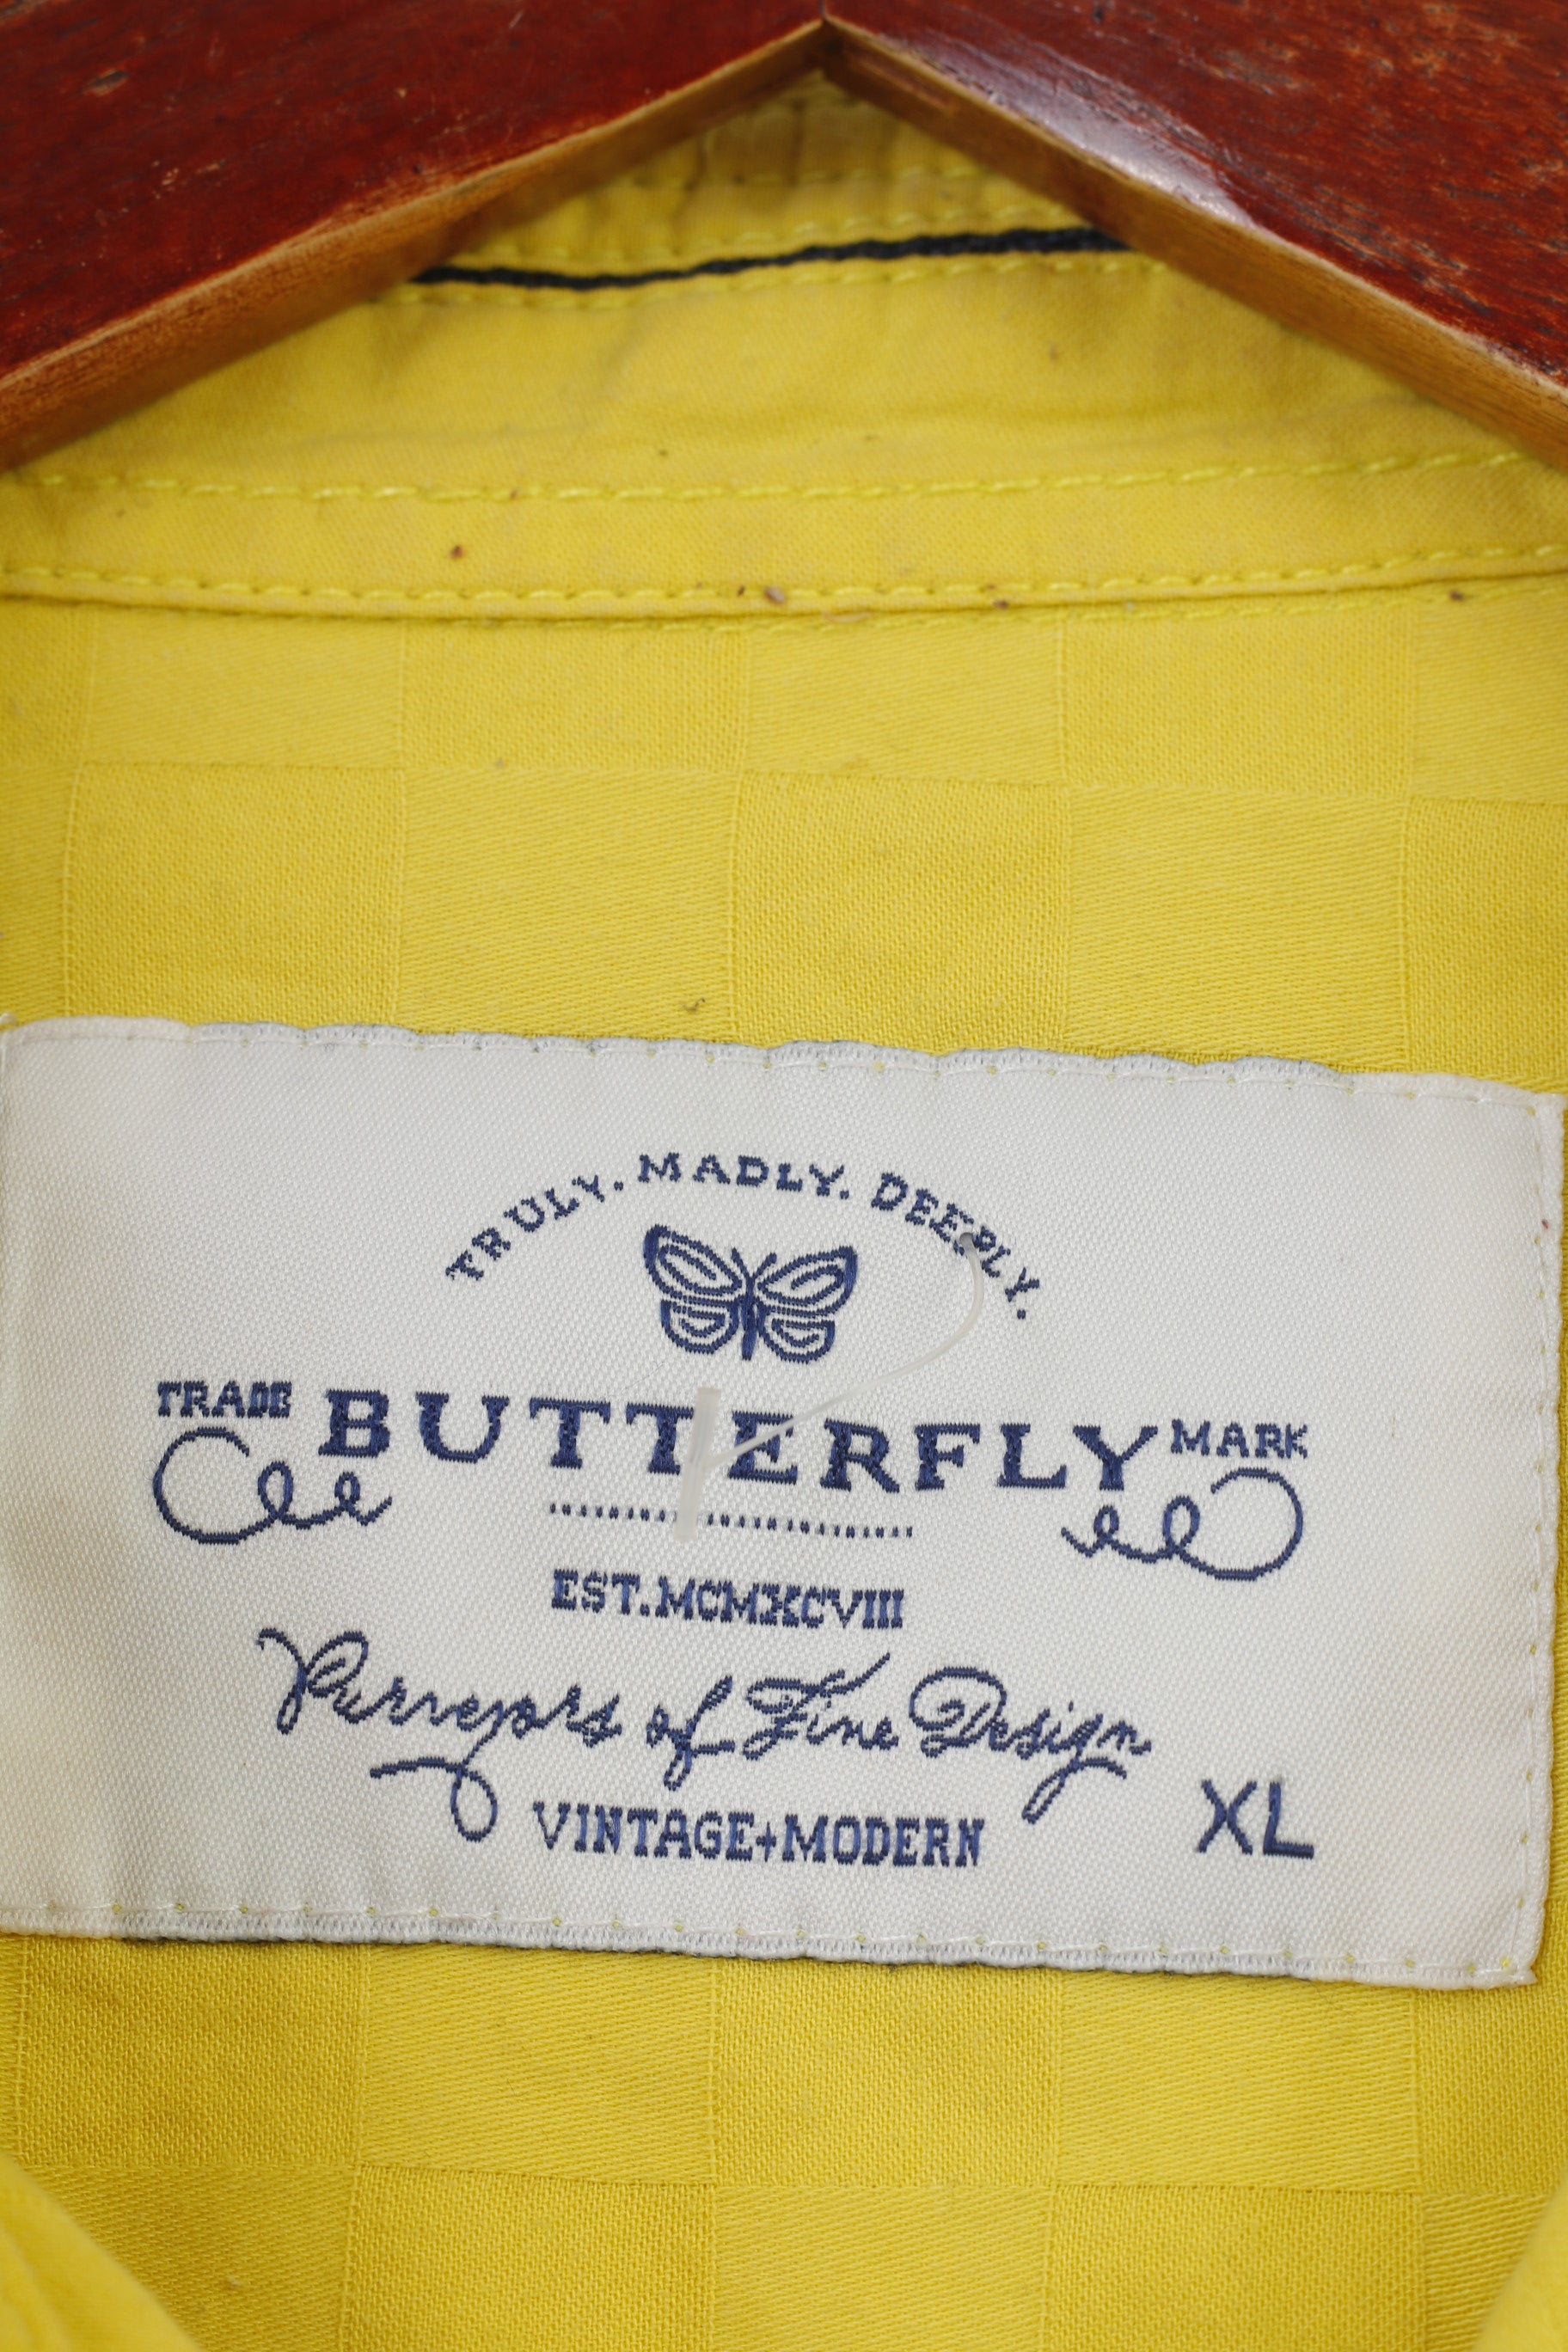 TRULY. MADLY. DEEPLY.
TRADE BUTTERFLY MARK
EST. MCMXCVIII
Purveyors of Fine Design
VINTAGE+MODERN
XL